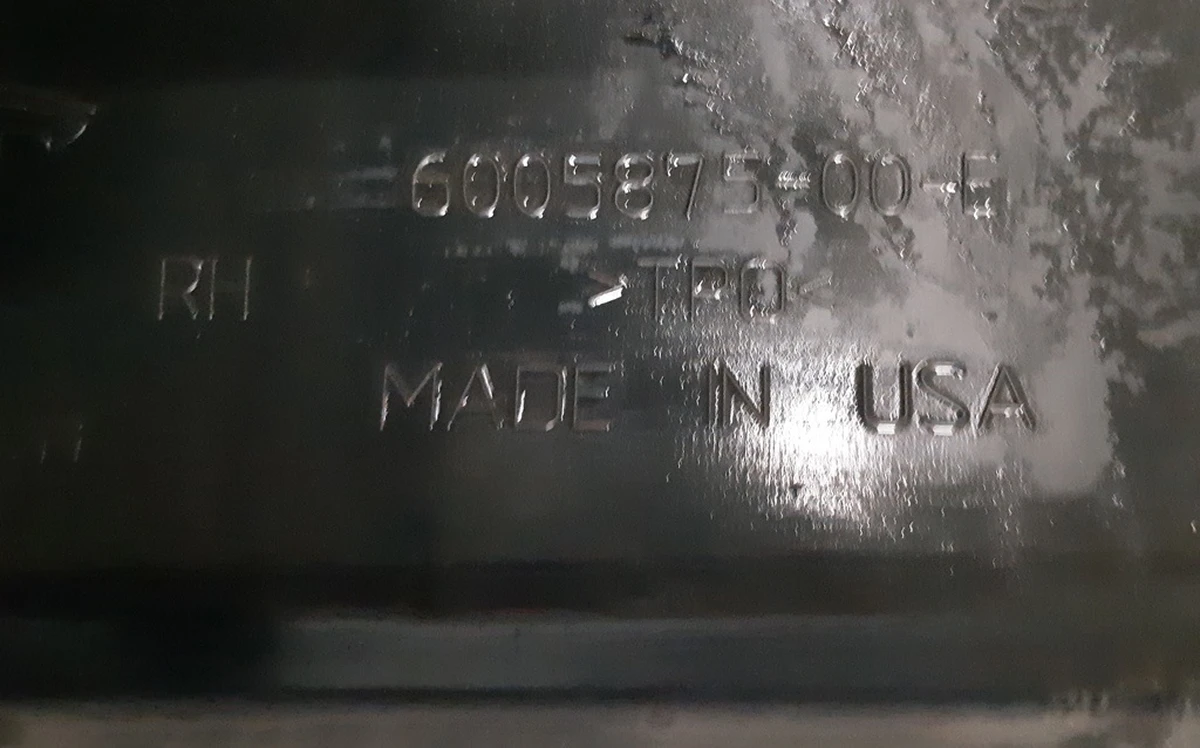 6005875-00-E
RH >TPO<
MADE IN USA